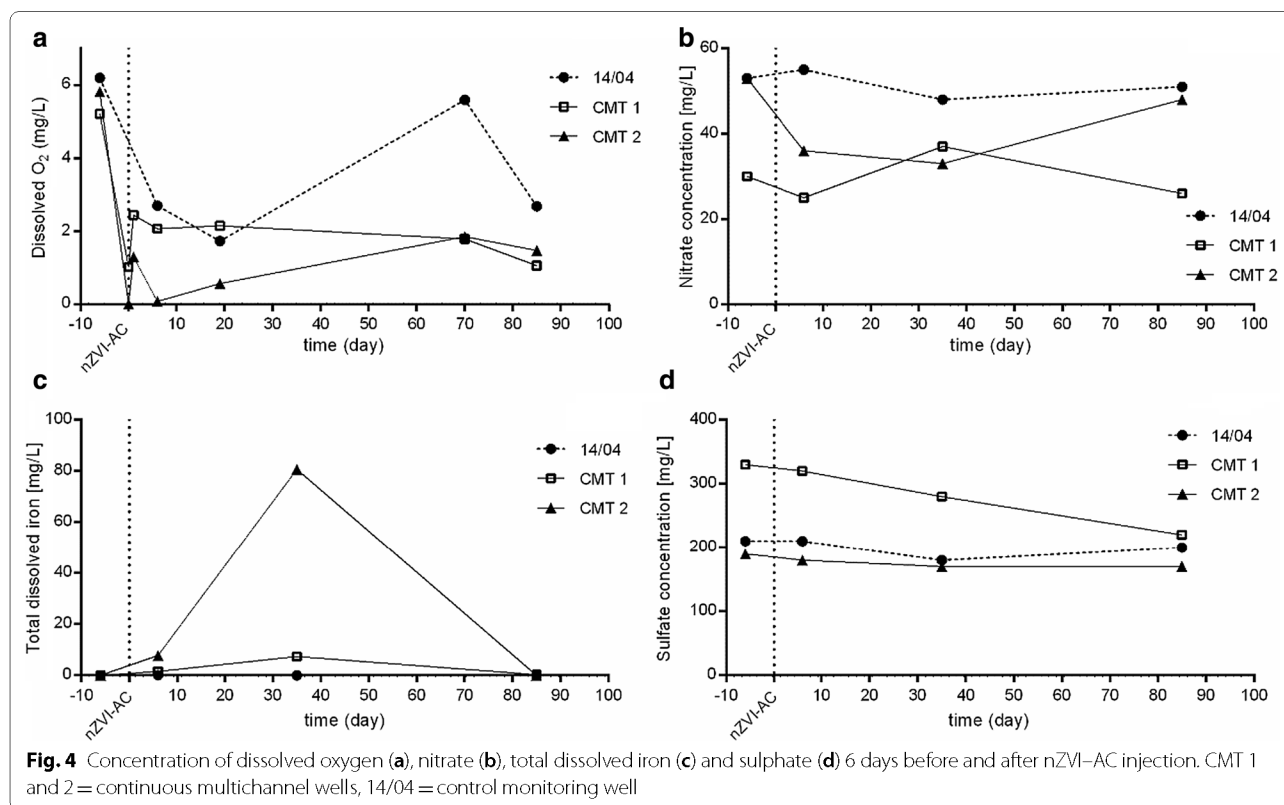 a
Dissolved O₂ (mg/L)
6
4
2
0
-10
10
20
30
40
50
60
70
80
90
100
nZVI-AC
time (day)
14/04
CMT 1
CMT 2
b
Nitrate concentration [mg/L]
60
40
20
0
-10
10
20
30
40
50
60
70
80
90
100
nZVI-AC
time (day)
14/04
CMT 1
CMT 2
c
Total dissolved iron [mg/L]
100
80
60
40
20
0
-10
10
20
30
40
50
60
70
80
90
100
nZVI-AC
time (day)
14/04
CMT 1
CMT 2
d
Sulfate concentration [mg/L]
400
300
200
100
0
-10
10
20
30
40
50
60
70
80
90
100
nZVI-AC
time (day)
14/04
CMT 1
CMT 2
Fig. 4 Concentration of dissolved oxygen (a), nitrate (b), total dissolved iron (c) and sulphate (d) 6 days before and after nZVI–AC injection. CMT 1
and 2 = continuous multichannel wells, 14/04 = control monitoring well